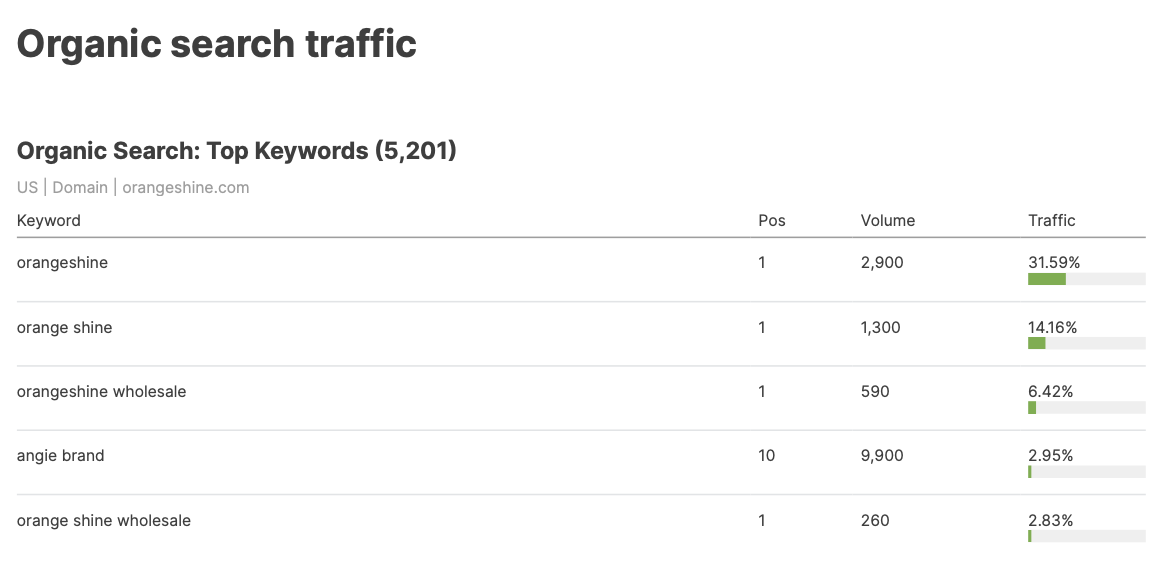 Organic search traffic
Organic Search: Top Keywords (5,201)
US | Domain | orangeshine.com
Keyword Pos Volume Traffic
orangeshine 1 2,900 31.59%
orange shine 1 1,300 14.16%
orangeshine wholesale 1 590 6.42%
angie brand 10 9,900 2.95%
orange shine wholesale 1 260 2.83%